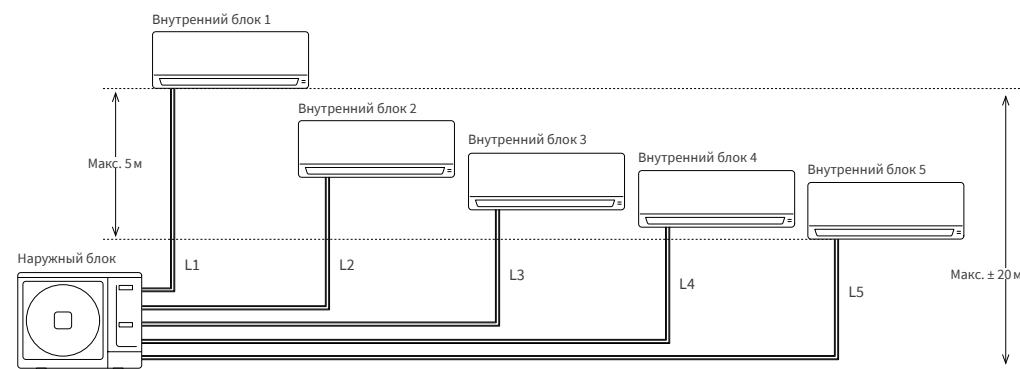 Внутренний блок 1
Внутренний блок 2
Внутренний блок 3
Внутренний блок 4
Внутренний блок 5
Макс. 5 м
Наружный блок
L1
L2
L3
L4
L5
Макс. ± 20 м